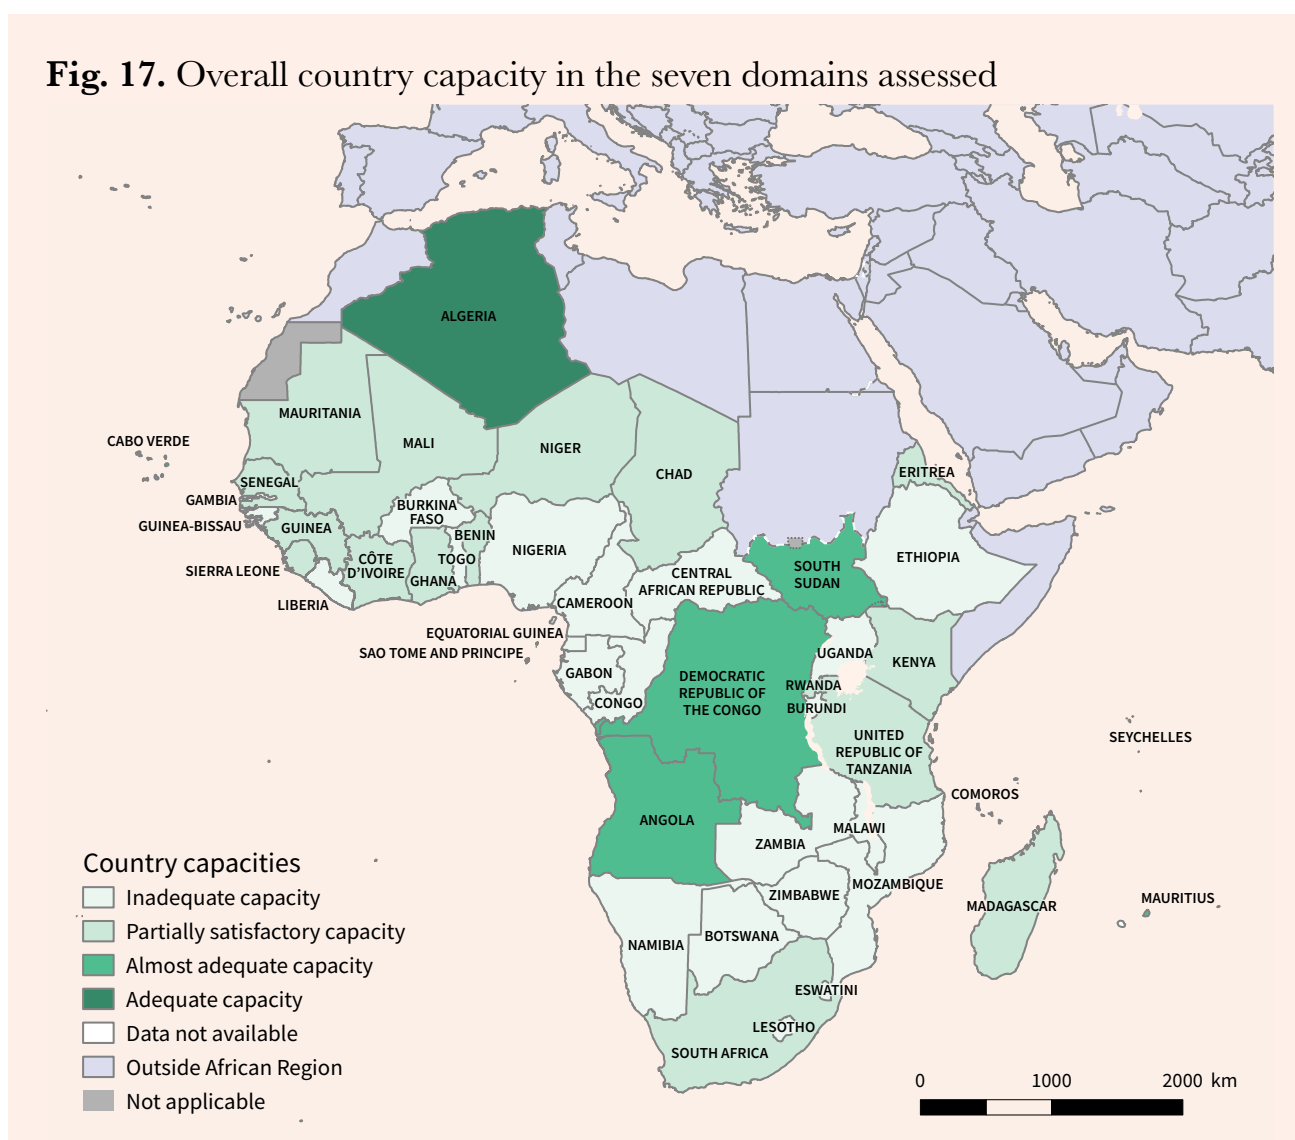 Fig. 17. Overall country capacity in the seven domains assessed
ALGERIA
MAURITANIA
CABO VERDE
MALI
NIGER
CHAD
ERITREA
SENEGAL
GAMBIA
BURKINA
FASO
GUINEA-BISSAU
GUINEA
BENIN
NIGERIA
ETHIOPIA
CÔTE
D'IVOIRE
TOGO
GHANA
SOUTH
SUDAN
SIERRA LEONE
CENTRAL
AFRICAN REPUBLIC
LIBERIA
CAMEROON
EQUATORIAL GUINEA
SAO TOME AND PRINCIPE
UGANDA
KENYA
GABON
DEMOCRATIC
REPUBLIC OF
THE CONGO
RWANDA
CONGO
BURUNDI
UNITED
REPUBLIC OF
TANZANIA
SEYCHELLES
COMOROS
ANGOLA
MALAWI
ZAMBIA
MOZAMBIQUE
ZIMBABWE
MADAGASCAR
MAURITIUS
NAMIBIA
BOTSWANA
ESWATINI
LESOTHO
SOUTH AFRICA
Country capacities
Inadequate capacity
Partially satisfactory capacity
Almost adequate capacity
Adequate capacity
Data not available
Outside African Region
Not applicable
0 1000 2000 km